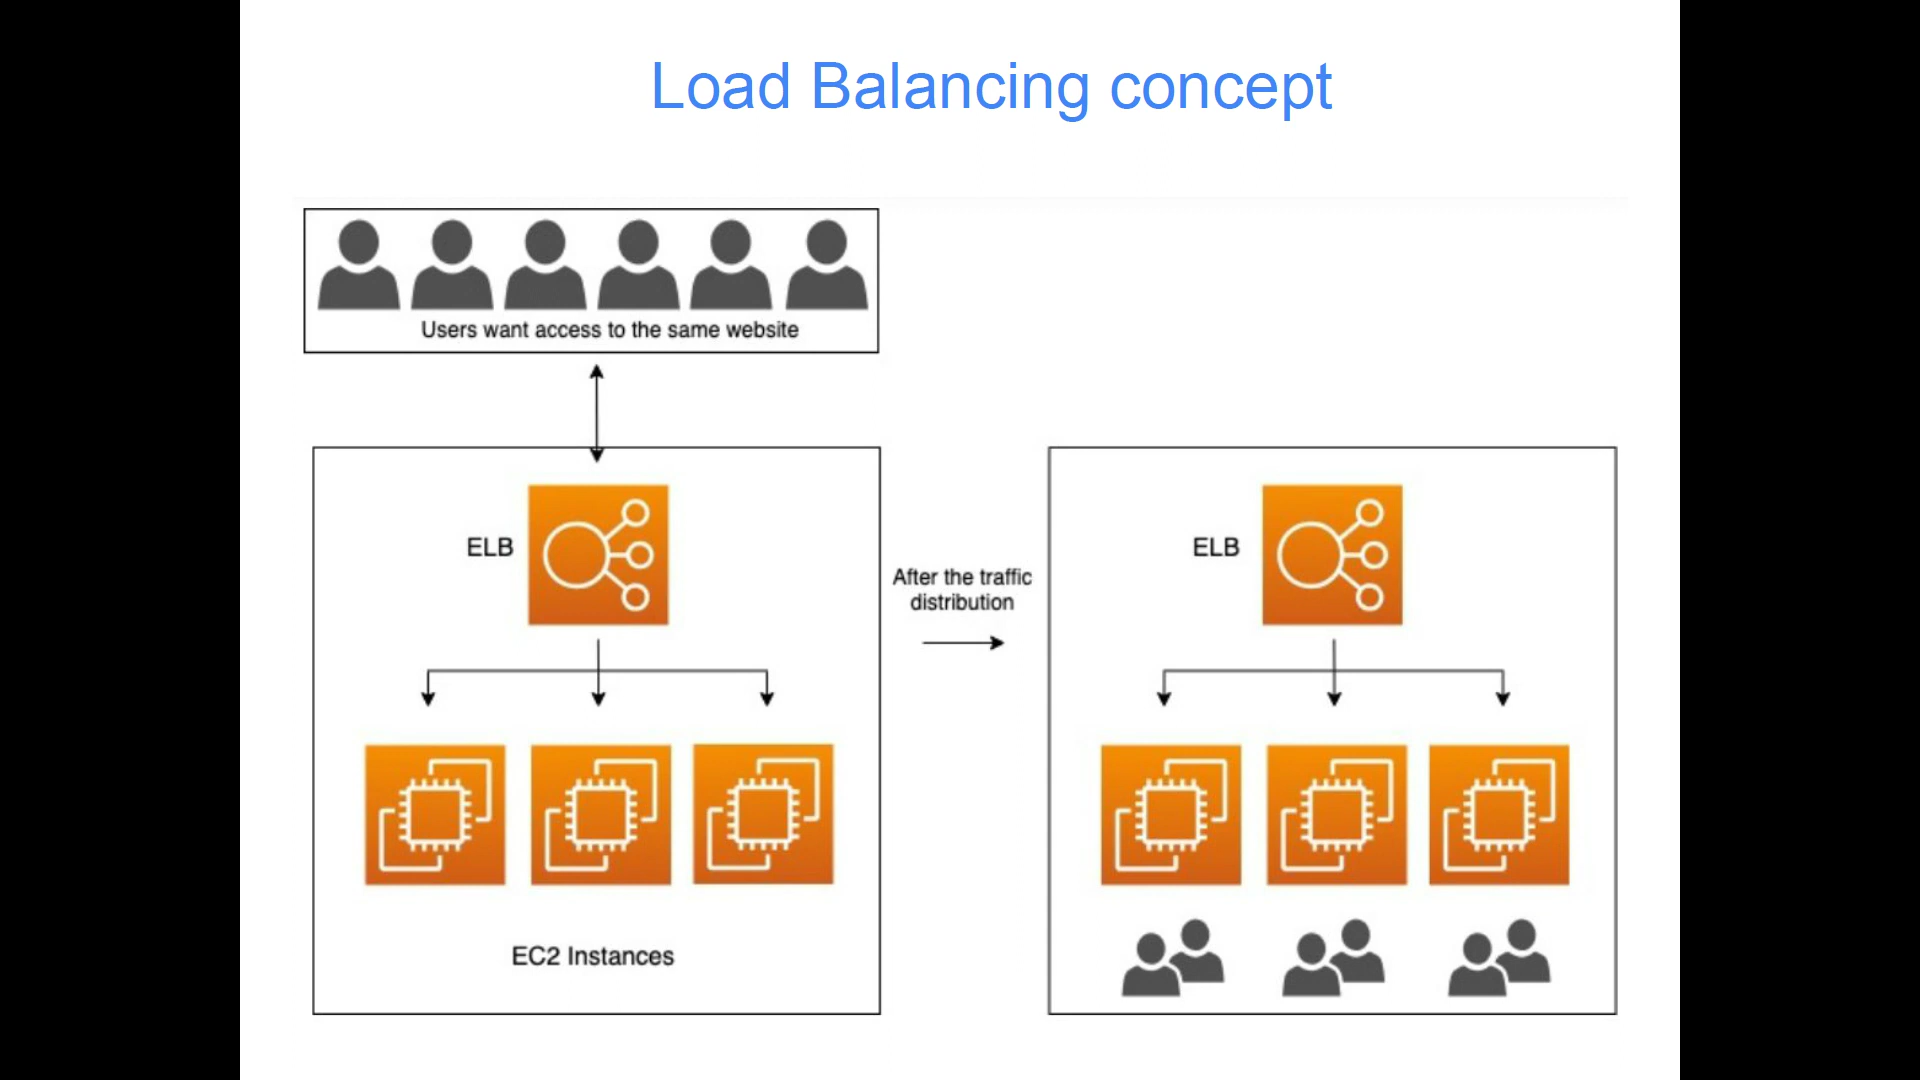 Load Balancing concept
Users want access to the same website
ELB
After the traffic
distribution
ELB
EC2 Instances